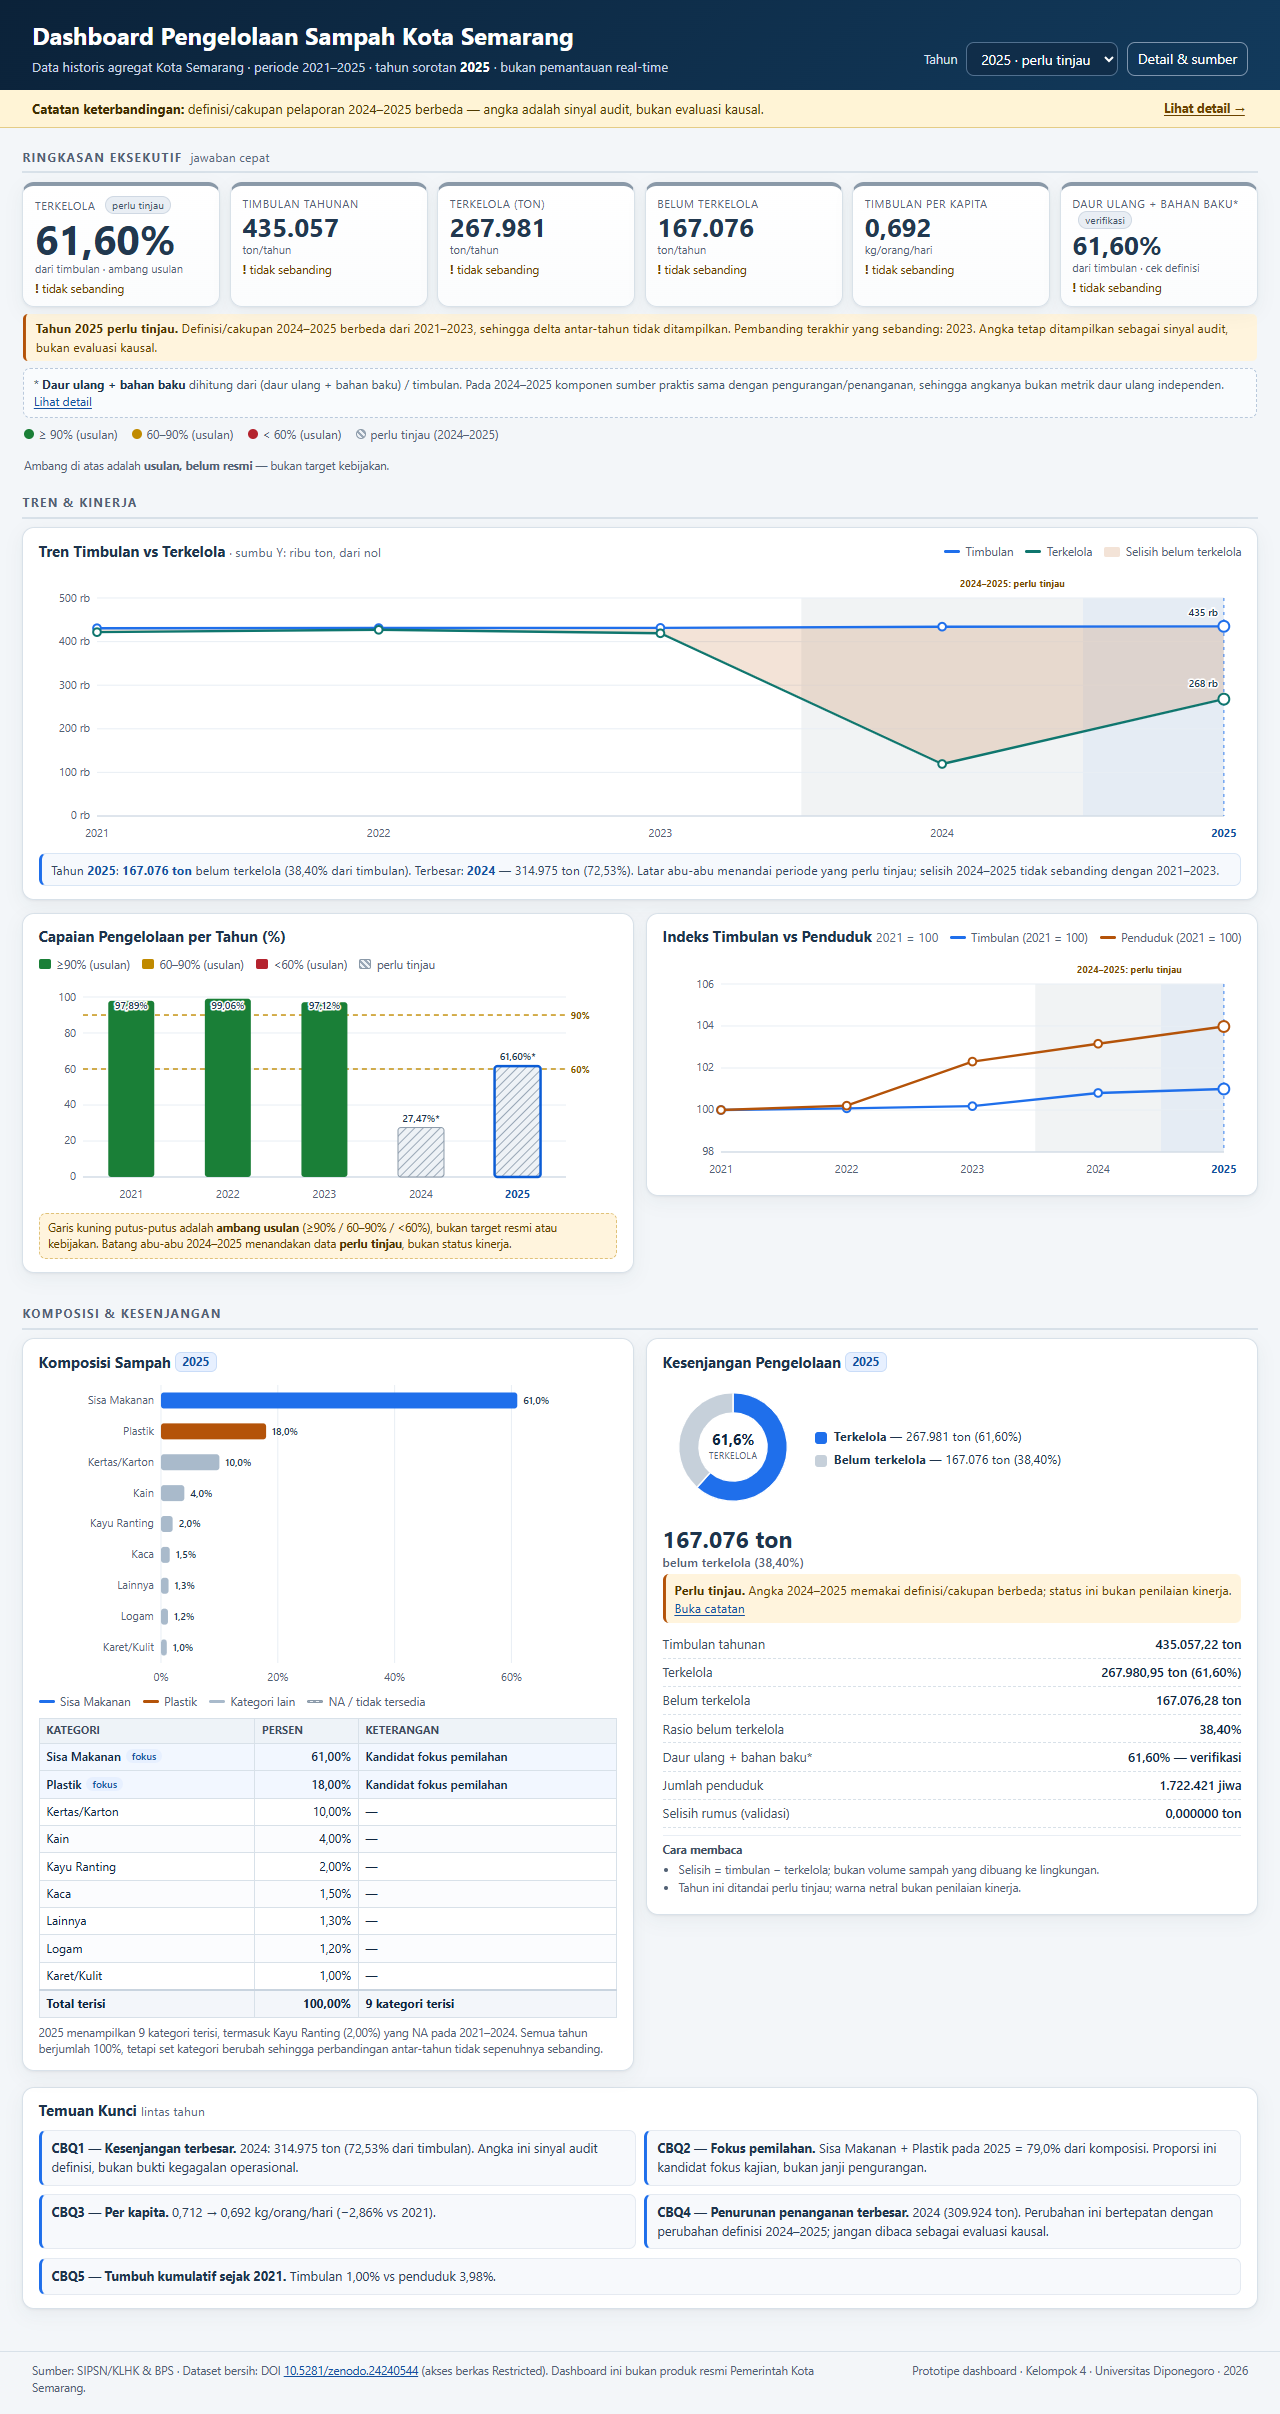 Dashboard Pengelolaan Sampah Kota Semarang
Data historis agregat Kota Semarang · periode 2021–2025 · tahun sorotan 2025 · bukan pemantauan real-time
Tahun
2025 · perlu tinjau
Detail & sumber
Catatan keterbandingan: definisi/cakupan pelaporan 2024–2025 berbeda — angka adalah sinyal audit, bukan evaluasi kausal.
Lihat detail →
RINGKASAN EKSEKUTIF jawaban cepat
TERKELOLA perlu tinjau
61,60%
dari timbulan · ambang usulan
! tidak sebanding
TIMBULAN TAHUNAN
435.057
ton/tahun
! tidak sebanding
TERKELOLA (TON)
267.981
ton/tahun
! tidak sebanding
BELUM TERKELOLA
167.076
ton/tahun
! tidak sebanding
TIMBULAN PER KAPITA
0,692
kg/orang/hari
! tidak sebanding
DAUR ULANG + BAHAN BAKU*
verifikasi
61,60%
dari timbulan · cek definisi
! tidak sebanding
Tahun 2025 perlu tinjau. Definisi/cakupan 2024–2025 berbeda dari 2021–2023, sehingga delta antar-tahun tidak ditampilkan. Pembanding terakhir yang sebanding: 2023. Angka tetap ditampilkan sebagai sinyal audit,
bukan evaluasi kausal.
* Daur ulang + bahan baku dihitung dari (daur ulang + bahan baku) / timbulan. Pada 2024–2025 komponen sumber praktis sama dengan pengurangan/penanganan, sehingga angkanya bukan metrik daur ulang independen.
Lihat detail
≥ 90% (usulan)
60–90% (usulan)
< 60% (usulan)
perlu tinjau (2024–2025)
Ambang di atas adalah usulan, belum resmi — bukan target kebijakan.
TREN & KINERJA
Tren Timbulan vs Terkelola · sumbu Y: ribu ton, dari nol
Timbulan
Terkelola
Selisih belum terkelola
2024–2025: perlu tinjau
500 rb
400 rb
300 rb
200 rb
100 rb
0 rb
435 rb
268 rb
2021
2022
2023
2024
2025
Tahun 2025: 167.076 ton belum terkelola (38,40% dari timbulan). Terbesar: 2024 — 314.975 ton (72,53%). Latar abu-abu menandai periode yang perlu tinjau; selisih 2024–2025 tidak sebanding dengan 2021–2023.
Capaian Pengelolaan per Tahun (%)
≥90% (usulan)
60–90% (usulan)
<60% (usulan)
perlu tinjau
100
80
60
40
20
0
97,89%
99,06%
97,12%
27,47%*
61,60%*
90%
60%
2021
2022
2023
2024
2025
Garis kuning putus-putus adalah ambang usulan (≥90% / 60–90% / <60%), bukan target resmi atau
kebijakan. Batang abu-abu 2024–2025 menandakan data perlu tinjau, bukan status kinerja.
Indeks Timbulan vs Penduduk 2021 = 100
Timbulan (2021 = 100)
Penduduk (2021 = 100)
2024–2025: perlu tinjau
106
104
102
100
98
2021
2022
2023
2024
2025
KOMPOSISI & KESENJANGAN
Komposisi Sampah 2025
Sisa Makanan 61,0%
Plastik 18,0%
Kertas/Karton 10,0%
Kain 4,0%
Kayu Ranting 2,0%
Kaca 1,5%
Lainnya 1,3%
Logam 1,2%
Karet/Kulit 1,0%
0% 20% 40% 60%
Sisa Makanan
Plastik
Kategori lain
NA / tidak tersedia
KATEGORI PERSEN KETERANGAN
Sisa Makanan fokus 61,00% Kandidat fokus pemilahan
Plastik fokus 18,00% Kandidat fokus pemilahan
Kertas/Karton 10,00% —
Kain 4,00% —
Kayu Ranting 2,00% —
Kaca 1,50% —
Lainnya 1,30% —
Logam 1,20% —
Karet/Kulit 1,00% —
Total terisi 100,00% 9 kategori terisi
2025 menampilkan 9 kategori terisi, termasuk Kayu Ranting (2,00%) yang NA pada 2021–2024. Semua tahun
berjumlah 100%, tetapi set kategori berubah sehingga perbandingan antar-tahun tidak sepenuhnya sebanding.
Kesenjangan Pengelolaan 2025
61,6%
TERKELOLA
Terkelola — 267.981 ton (61,60%)
Belum terkelola — 167.076 ton (38,40%)
167.076 ton
belum terkelola (38,40%)
Perlu tinjau. Angka 2024–2025 memakai definisi/cakupan berbeda; status ini bukan penilaian kinerja.
Buka catatan
Timbulan tahunan 435.057,22 ton
Terkelola 267.980,95 ton (61,60%)
Belum terkelola 167.076,28 ton
Rasio belum terkelola 38,40%
Daur ulang + bahan baku* 61,60% — verifikasi
Jumlah penduduk 1.722.421 jiwa
Selisih rumus (validasi) 0,000000 ton
Cara membaca
• Selisih = timbulan − terkelola; bukan volume sampah yang dibuang ke lingkungan.
• Tahun ini ditandai perlu tinjau; warna netral bukan penilaian kinerja.
Temuan Kunci lintas tahun
CBQ1 — Kesenjangan terbesar. 2024: 314.975 ton (72,53% dari timbulan). Angka ini sinyal audit
definisi, bukan bukti kegagalan operasional.
CBQ2 — Fokus pemilahan. Sisa Makanan + Plastik pada 2025 = 79,0% dari komposisi. Proporsi ini
kandidat fokus kajian, bukan janji pengurangan.
CBQ3 — Per kapita. 0,712 → 0,692 kg/orang/hari (−2,86% vs 2021).
CBQ4 — Penurunan penanganan terbesar. 2024 (309.924 ton). Perubahan ini bertepatan dengan
perubahan definisi 2024–2025; jangan dibaca sebagai evaluasi kausal.
CBQ5 — Tumbuh kumulatif sejak 2021. Timbulan 1,00% vs penduduk 3,98%.
Sumber: SIPSN/KLHK & BPS · Dataset bersih: DOI 10.5281/zenodo.24240544 (akses berkas Restricted). Dashboard ini bukan produk resmi Pemerintah Kota
Semarang.
Prototipe dashboard · Kelompok 4 · Universitas Diponegoro · 2026